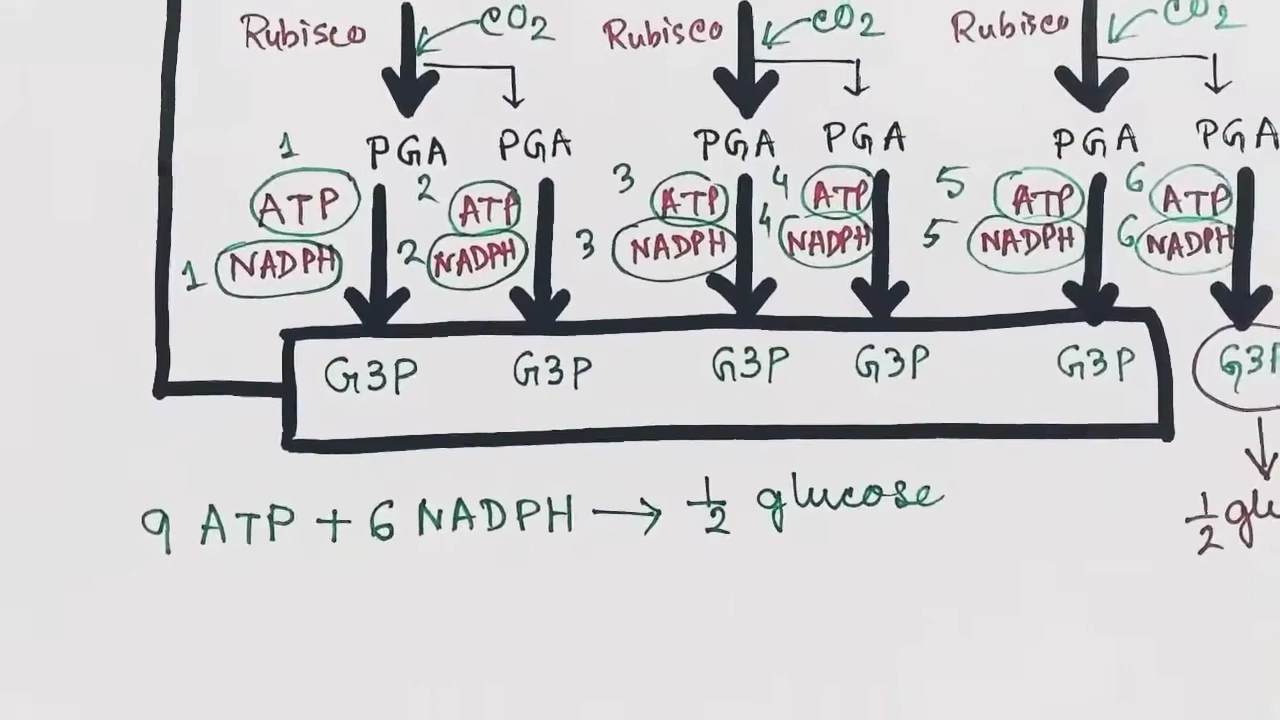 Rubisco CO2 Rubisco CO2 Rubisco CO2
PGA PGA PGA PGA PGA PGA
1 2 3 4 5 6
ATP ATP ATP ATP ATP ATP
1 NADPH 2 NADPH 3 NADPH 4 NADPH 5 NADPH 6 NADPH
G3P G3P G3P G3P G3P G3P
9 ATP + 6 NADPH → 1/2 glucose
1/2 glu